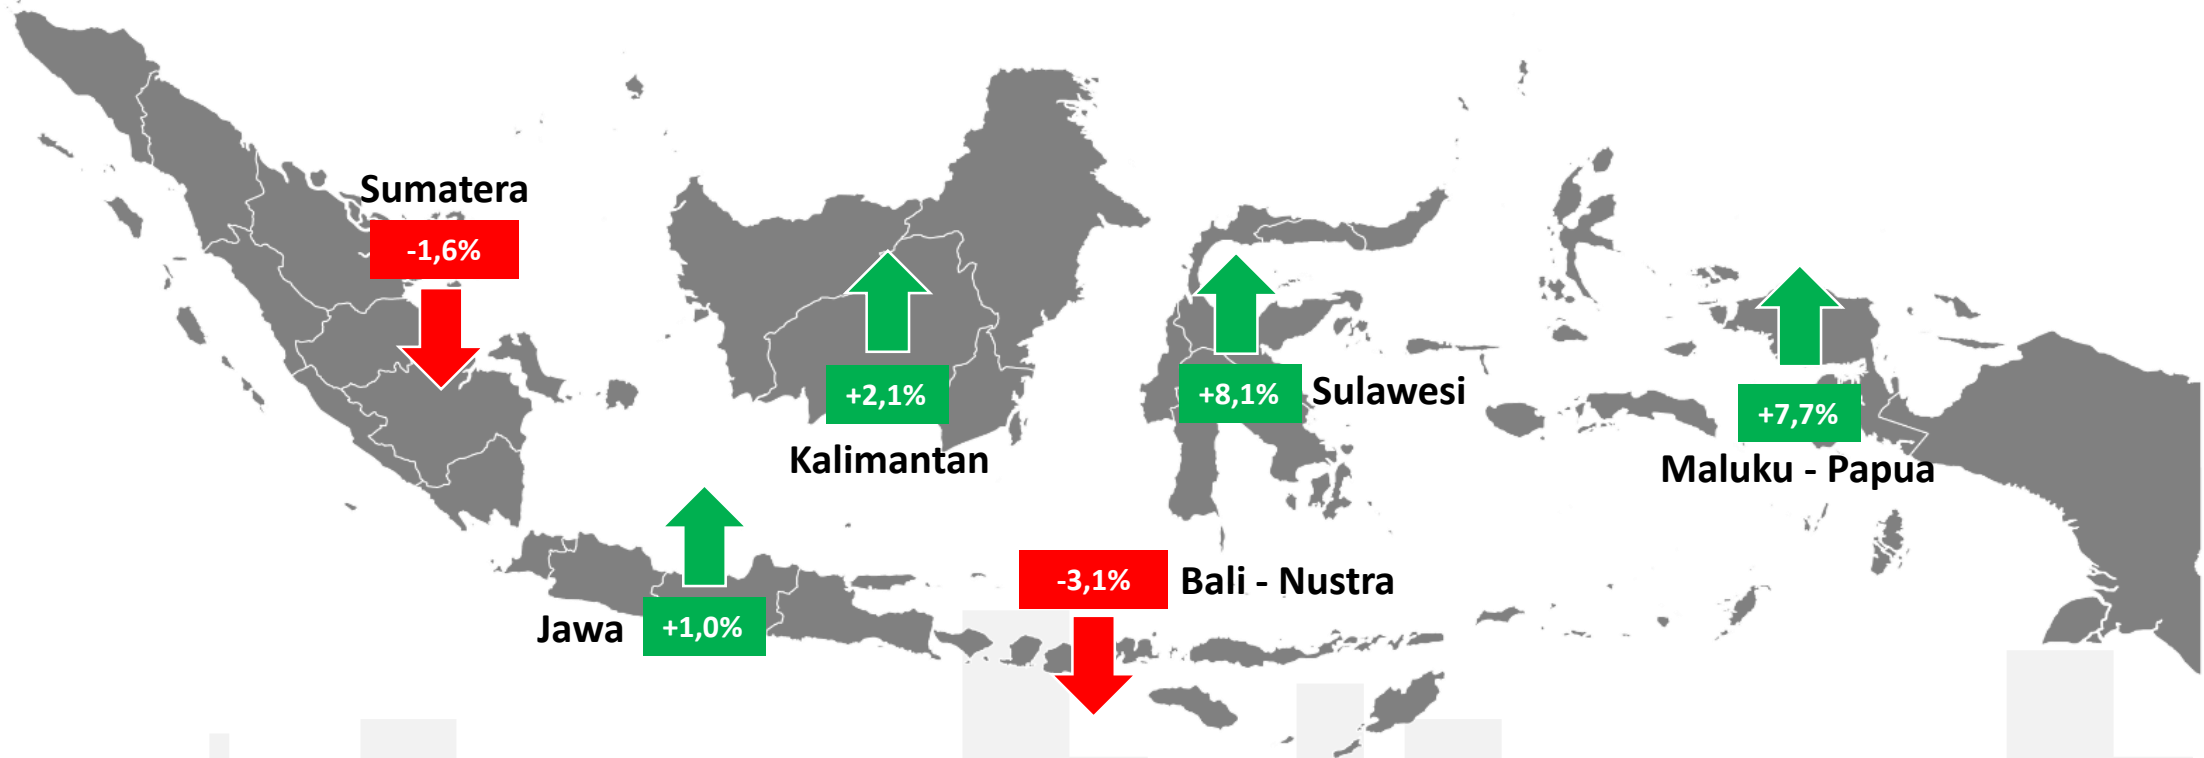 Sumatera
-1,6%
+2,1%
Kalimantan
+8,1%
Sulawesi
+7,7%
Maluku - Papua
Jawa
+1,0%
-3,1%
Bali - Nustra